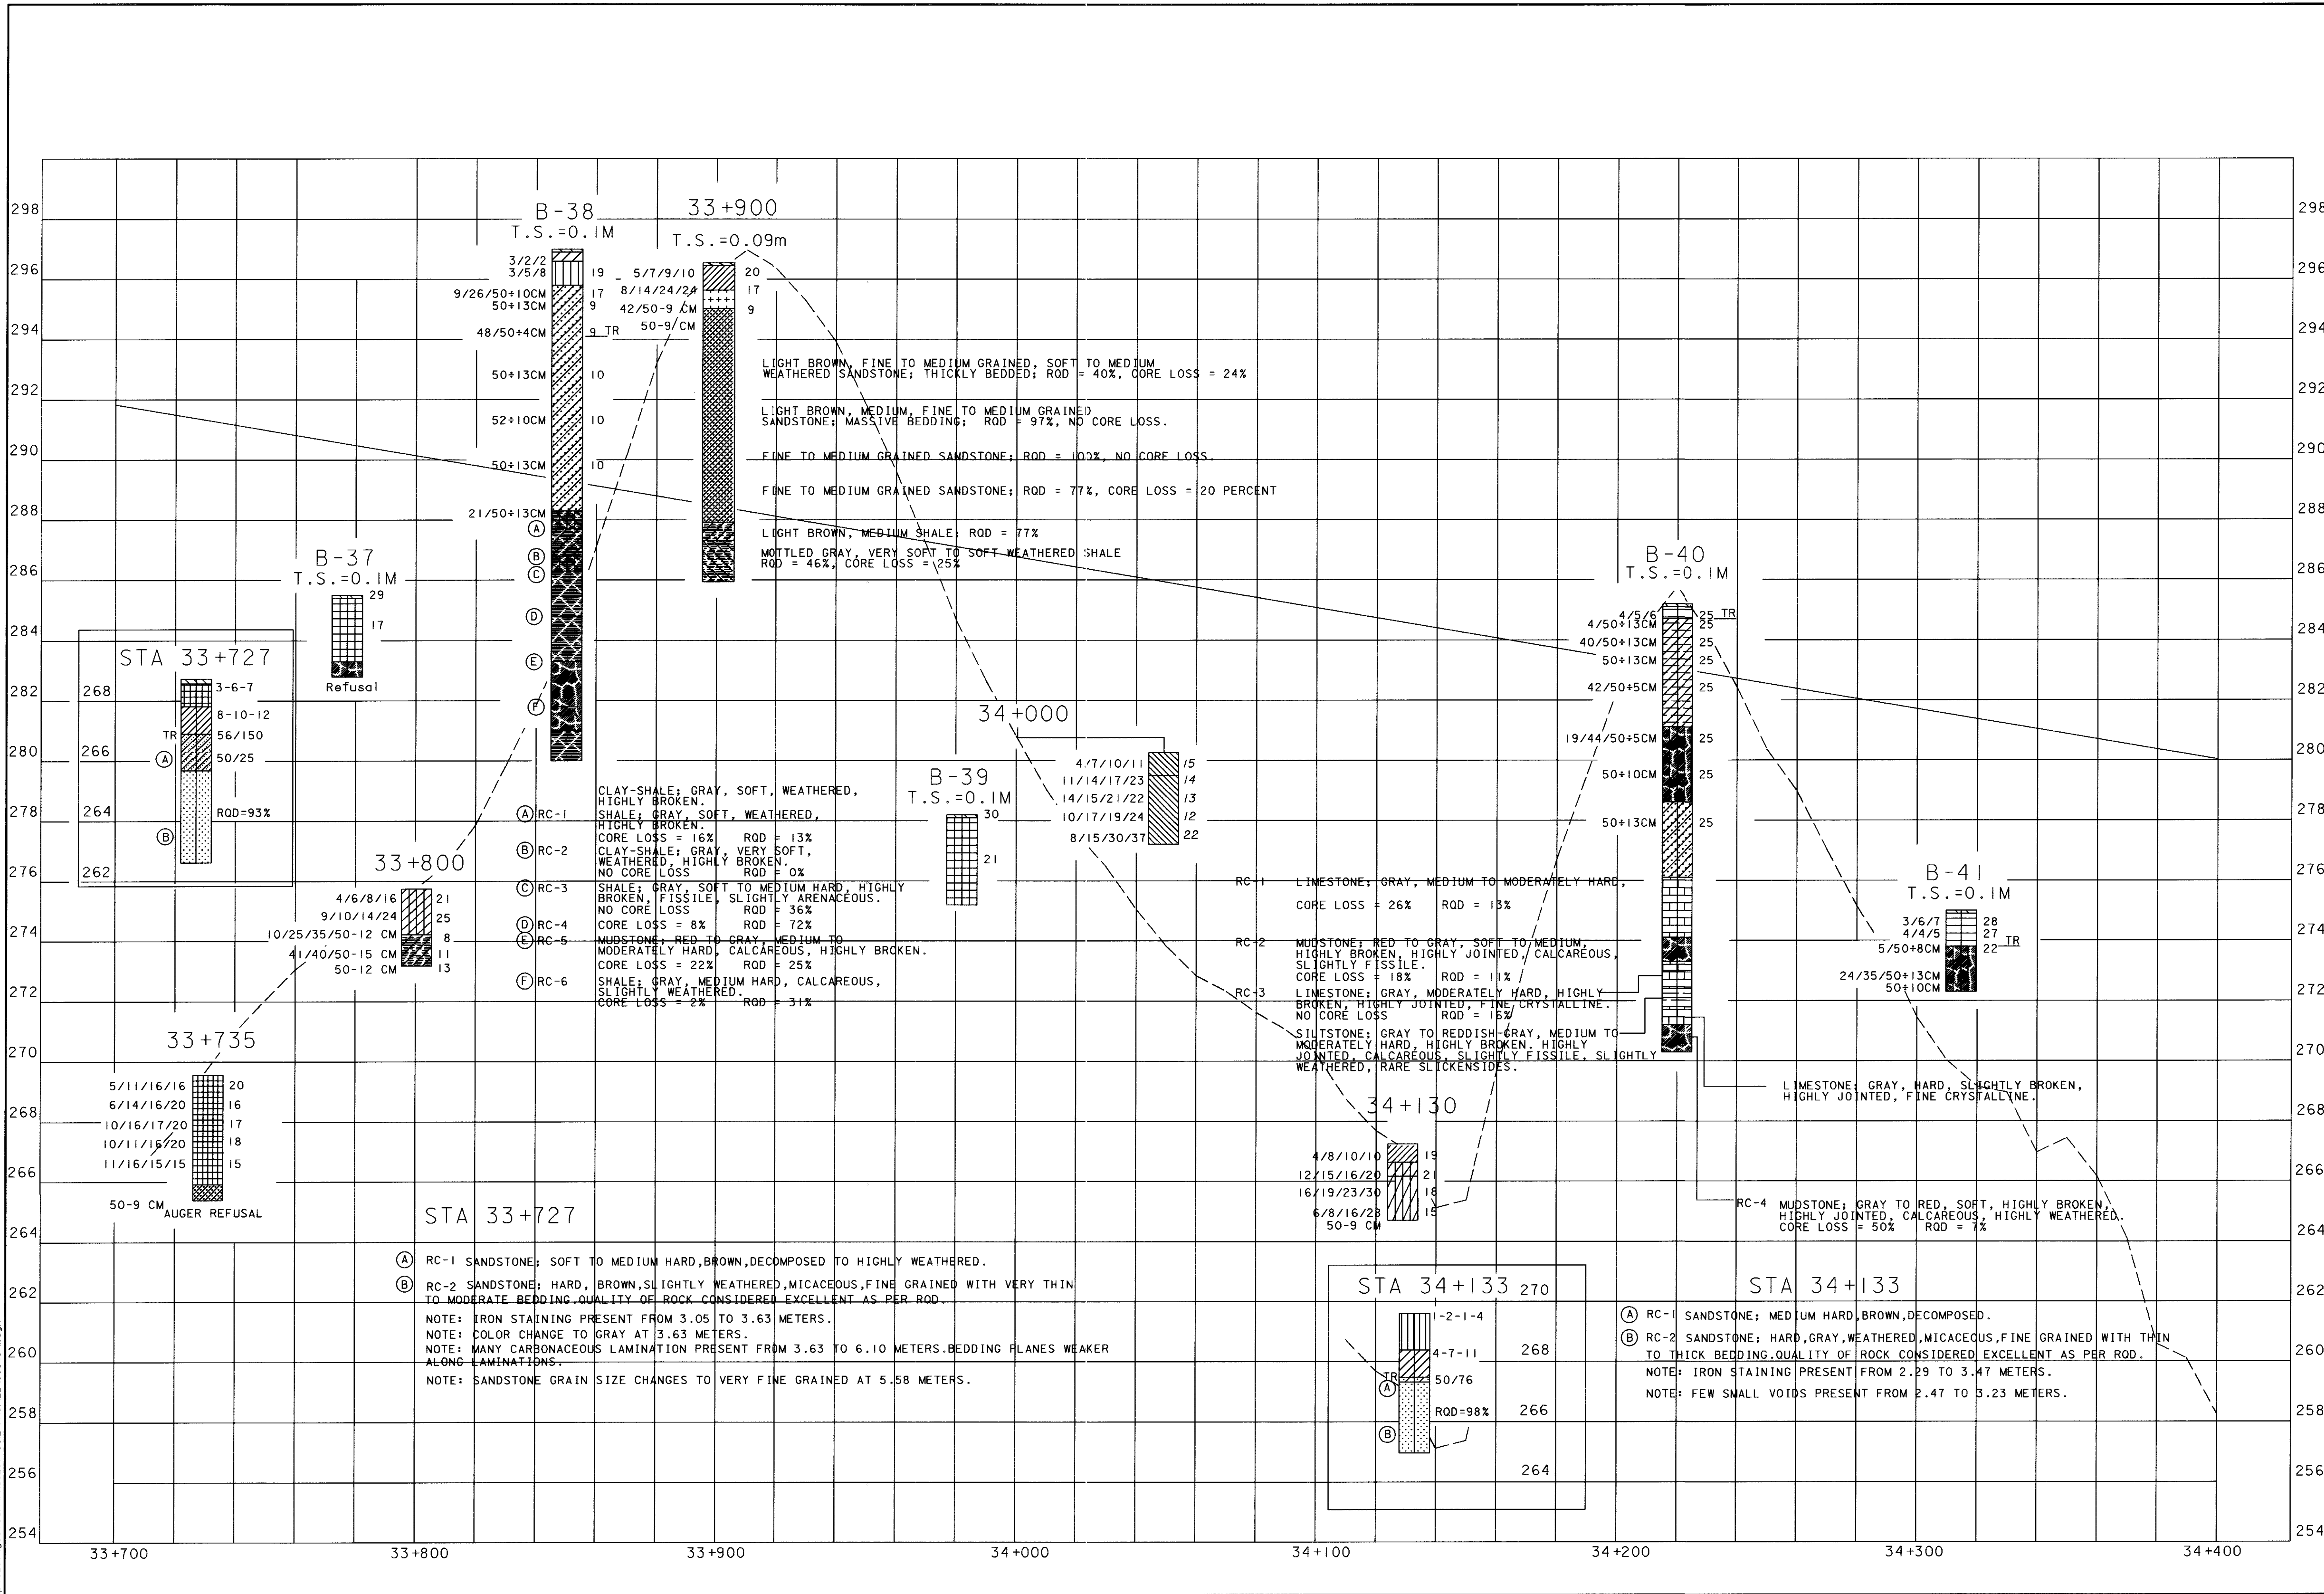 298
296
294
292
290
288
286
284
282
280
278
276
274
272
270
268
266
264
262
260
258
256
254
B-38
T.S.=0.1M
3/2/2
3/5/8
19
9/26/50÷10CM
17
50÷13CM
9
48/50÷4CM
9 TR
50÷13CM
10
52÷10CM
10
50÷13CM
10
21/50÷13CM
A
B
C
D
E
F
33+900
T.S.=0.09m
5/7/9/10
20
8/14/24/24
17
42/50-9 CM
9
50-9 CM
LIGHT BROWN, FINE TO MEDIUM GRAINED, SOFT TO MEDIUM
WEATHERED SANDSTONE; THICKLY BEDDED; RQD = 40%, CORE LOSS = 24%
LIGHT BROWN, MEDIUM, FINE TO MEDIUM GRAINED
SANDSTONE; MASSIVE BEDDING; RQD = 97%, NO CORE LOSS.
FINE TO MEDIUM GRAINED SANDSTONE; RQD = 100%, NO CORE LOSS.
FINE TO MEDIUM GRAINED SANDSTONE; RQD = 77%, CORE LOSS = 20 PERCENT
LIGHT BROWN, MEDIUM SHALE; RQD = 77%
MOTTLED GRAY, VERY SOFT TO SOFT WEATHERED SHALE
RQD = 46%, CORE LOSS = 25%
B-37
T.S.=0.1M
29
17
Refusal
STA 33+727
268
266
264
262
3-6-7
8-10-12
TR
56/150
A
50/25
RQD=93%
B
33+800
4/6/8/16
21
9/10/14/24
25
10/25/35/50-12 CM
8
41/40/50-15 CM
11
50-12 CM
13
33+735
5/11/16/16
20
6/14/16/20
16
10/16/17/20
17
10/11/16/20
18
11/16/15/15
15
50-9 CM
AUGER REFUSAL
CLAY-SHALE; GRAY, SOFT, WEATHERED,
HIGHLY BROKEN.
A RC-1 SHALE; GRAY, SOFT, WEATHERED,
HIGHLY BROKEN.
CORE LOSS = 16% RQD = 13%
B RC-2 CLAY-SHALE; GRAY, VERY SOFT,
WEATHERED, HIGHLY BROKEN.
NO CORE LOSS RQD = 0%
C RC-3 SHALE; GRAY, SOFT TO MEDIUM HARD, HIGHLY
BROKEN, FISSILE, SLIGHTLY ARENACEOUS.
NO CORE LOSS RQD = 36%
D RC-4 CORE LOSS = 8% RQD = 72%
E RC-5 MUDSTONE; RED TO GRAY, MEDIUM TO
MODERATELY HARD, CALCAREOUS, HIGHLY BROKEN.
CORE LOSS = 22% RQD = 25%
F RC-6 SHALE; GRAY, MEDIUM HARD, CALCAREOUS,
SLIGHTLY WEATHERED.
CORE LOSS = 2% RQD = 31%
B-39
T.S.=0.1M
30
21
34+000
4/7/10/11
15
11/14/17/23
14
14/15/21/22
13
10/17/19/24
12
8/15/30/37
22
B-40
T.S.=0.1M
4/5/6
25 TR
4/50÷13CM
25
40/50÷13CM
25
50÷13CM
25
42/50÷5CM
25
19/44/50÷5CM
25
50÷10CM
25
50÷13CM
25
RC-1 LIMESTONE; GRAY, MEDIUM TO MODERATELY HARD,
CORE LOSS = 26% RQD = 13%
RC-2 MUDSTONE; RED TO GRAY, SOFT TO MEDIUM,
HIGHLY BROKEN, HIGHLY JOINTED, CALCAREOUS,
SLIGHTLY FISSILE.
CORE LOSS = 18% RQD = 11%
RC-3 LIMESTONE; GRAY, MODERATELY HARD, HIGHLY
BROKEN, HIGHLY JOINTED, FINE CRYSTALLINE.
NO CORE LOSS RQD = 16%
SILTSTONE; GRAY TO REDDISH-GRAY, MEDIUM TO
MODERATELY HARD, HIGHLY BROKEN. HIGHLY
JOINTED, CALCAREOUS, SLIGHTLY FISSILE, SLIGHTLY
WEATHERED, RARE SLICKENSIDES.
LIMESTONE; GRAY, HARD, SLIGHTLY BROKEN,
HIGHLY JOINTED, FINE CRYSTALLINE.
RC-4 MUDSTONE; GRAY TO RED, SOFT, HIGHLY BROKEN,
HIGHLY JOINTED, CALCAREOUS, HIGHLY WEATHERED.
CORE LOSS = 50% RQD = 7%
B-41
T.S.=0.1M
3/6/7
28
4/4/5
27
5/50÷8CM
22 TR
24/35/50÷13CM
50÷10CM
34+130
4/8/10/10
19
12/15/16/20
21
16/19/23/30
18
6/8/16/28
15
50-9 CM
STA 33+727
A RC-1 SANDSTONE; SOFT TO MEDIUM HARD,BROWN,DECOMPOSED TO HIGHLY WEATHERED.
B RC-2 SANDSTONE; HARD, BROWN,SLIGHTLY WEATHERED,MICACEOUS,FINE GRAINED WITH VERY THIN
TO MODERATE BEDDING.QUALITY OF ROCK CONSIDERED EXCELLENT AS PER RQD.
NOTE: IRON STAINING PRESENT FROM 3.05 TO 3.63 METERS.
NOTE: COLOR CHANGE TO GRAY AT 3.63 METERS.
NOTE: MANY CARBONACEOUS LAMINATION PRESENT FROM 3.63 TO 6.10 METERS.BEDDING PLANES WEAKER
ALONG LAMINATIONS.
NOTE: SANDSTONE GRAIN SIZE CHANGES TO VERY FINE GRAINED AT 5.58 METERS.
STA 34+133
270
268
266
264
1-2-1-4
4-7-11
TR
50/76
A
RQD=98%
B
STA 34+133
A RC-1 SANDSTONE; MEDIUM HARD,BROWN,DECOMPOSED.
B RC-2 SANDSTONE; HARD,GRAY,WEATHERED,MICACEOUS,FINE GRAINED WITH THIN
TO THICK BEDDING.QUALITY OF ROCK CONSIDERED EXCELLENT AS PER RQD.
NOTE: IRON STAINING PRESENT FROM 2.29 TO 3.47 METERS.
NOTE: FEW SMALL VOIDS PRESENT FROM 2.47 TO 3.23 METERS.
298
296
294
292
290
288
286
284
282
280
278
276
274
272
270
268
266
264
262
260
258
256
254
33+700
33+800
33+900
34+000
34+100
34+200
34+300
34+400